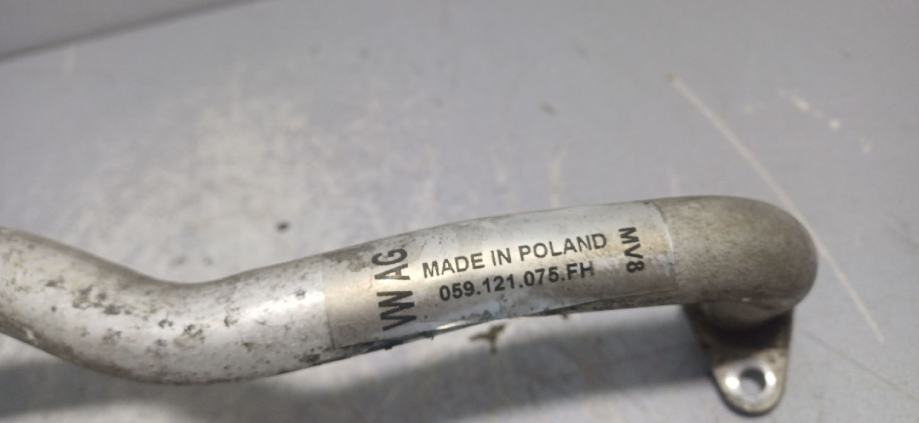 VW AG
MADE IN POLAND
059.121.075.FH
MV8